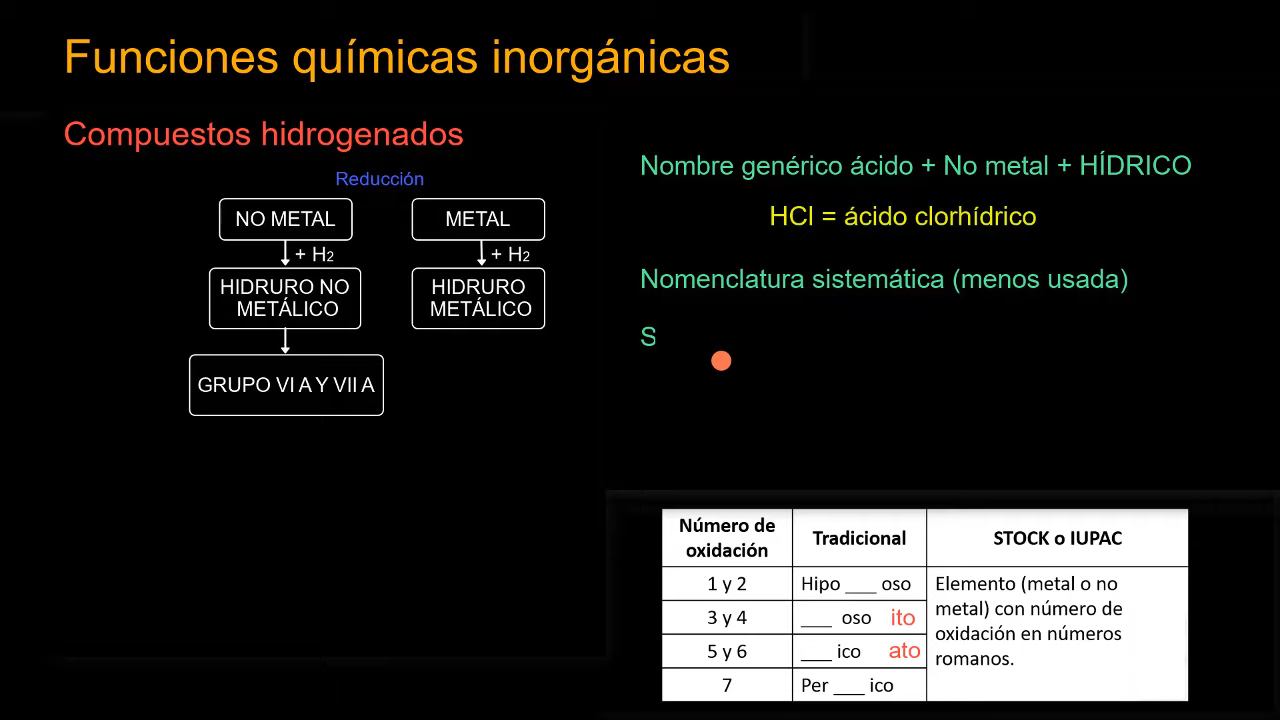 Funciones químicas inorgánicas
Compuestos hidrogenados
Reducción
NO METAL
METAL
+ H2
+ H2
HIDRURO NO
METÁLICO
HIDRURO
METÁLICO
GRUPO VI A Y VII A
Nombre genérico ácido + No metal + HÍDRICO
HCl = ácido clorhídrico
Nomenclatura sistemática (menos usada)
S
Número de
oxidación
Tradicional
STOCK o IUPAC
1 y 2
Hipo ___ oso
3 y 4
___ oso ito
5 y 6
___ ico ato
7
Per ___ ico
Elemento (metal o no
metal) con número de
oxidación en números
romanos.